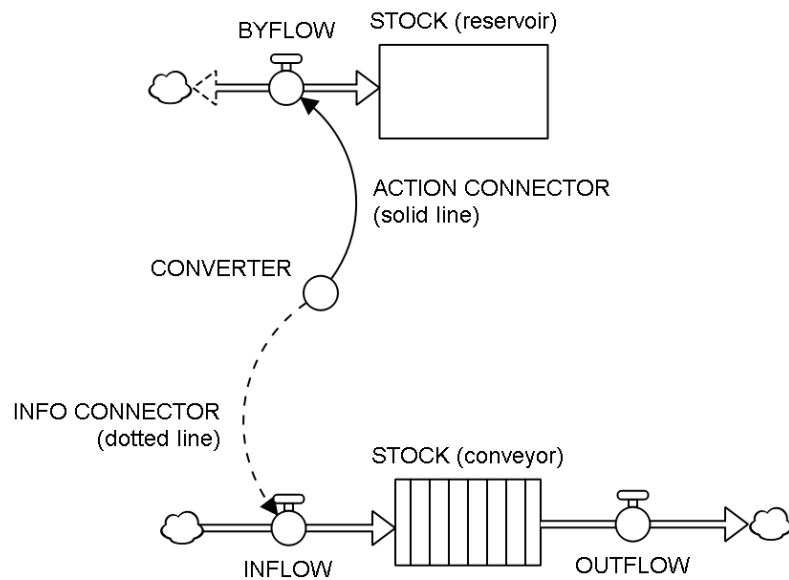 STOCK (reservoir)
BYFLOW
ACTION CONNECTOR
(solid line)
CONVERTER
INFO CONNECTOR
(dotted line)
STOCK (conveyor)
INFLOW
OUTFLOW